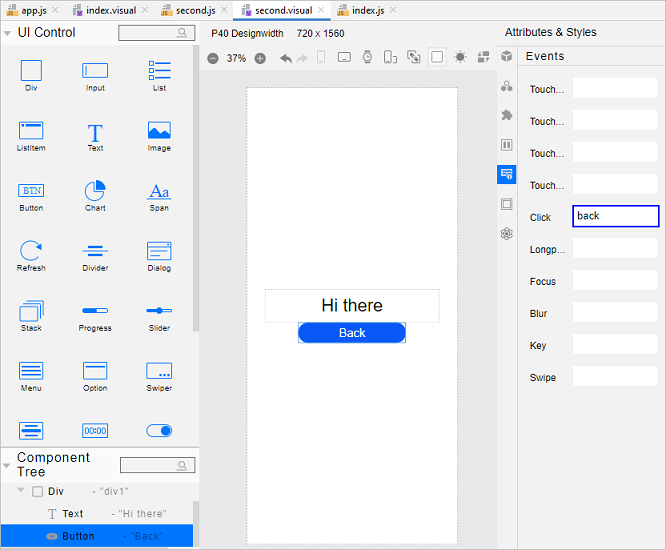 app.js index.visual second.js second.visual index.js
UI Control
P40 Designwidth 720 x 1560
Attributes & Styles
37%
Events
Div Input List
ListItem Text Image
BTN
Aa
Button Chart Span
Refresh Divider Dialog
Stack Progress Slider
Menu Option Swiper
00:00
Hi there
Back
Touch...
Touch...
Touch...
Touch...
Click back
Longp...
Focus
Blur
Key
Swipe
Component
Tree
Div - "div1"
Text - "Hi there"
Button - "Back"